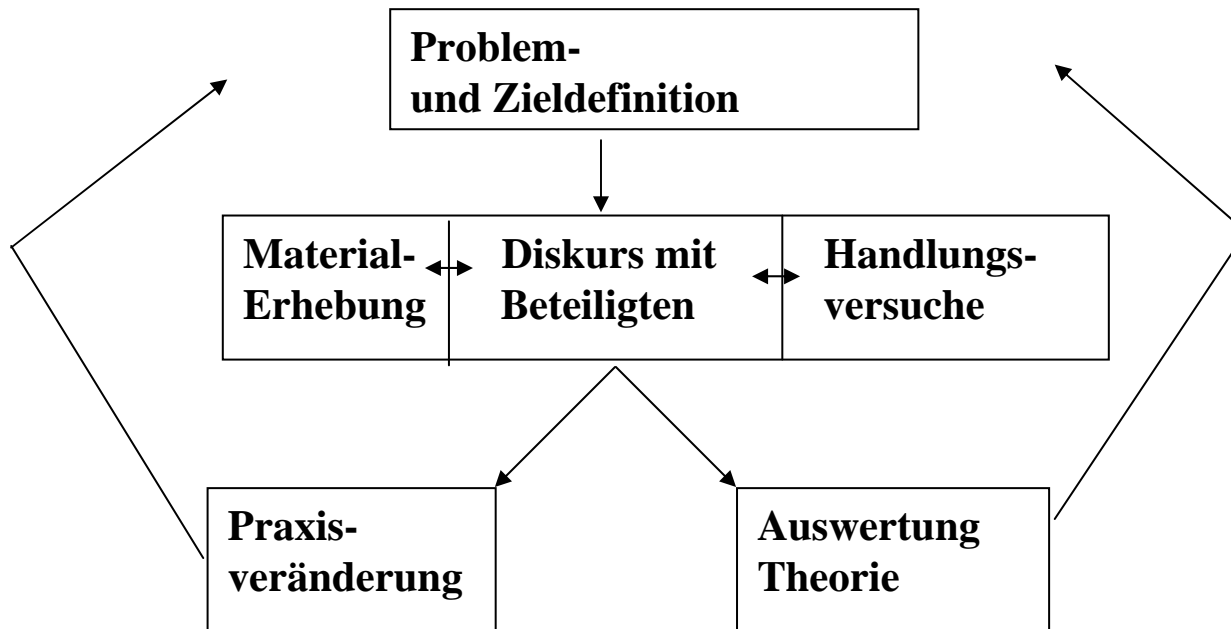 Problem-
und Zieldefinition
Material-
Erhebung
Diskurs mit
Beteiligten
Handlungs-
versuche
Praxis-
veränderung
Auswertung
Theorie